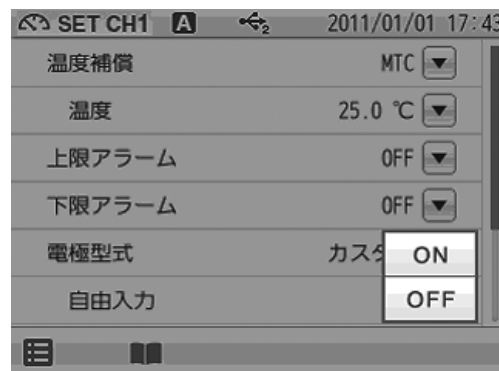 SET CH1 A 2 2011/01/01 17:43
温度補償 MTC
温度 25.0 ℃
上限アラーム OFF
下限アラーム OFF
電極型式 カスタ
ON
自由入力
OFF